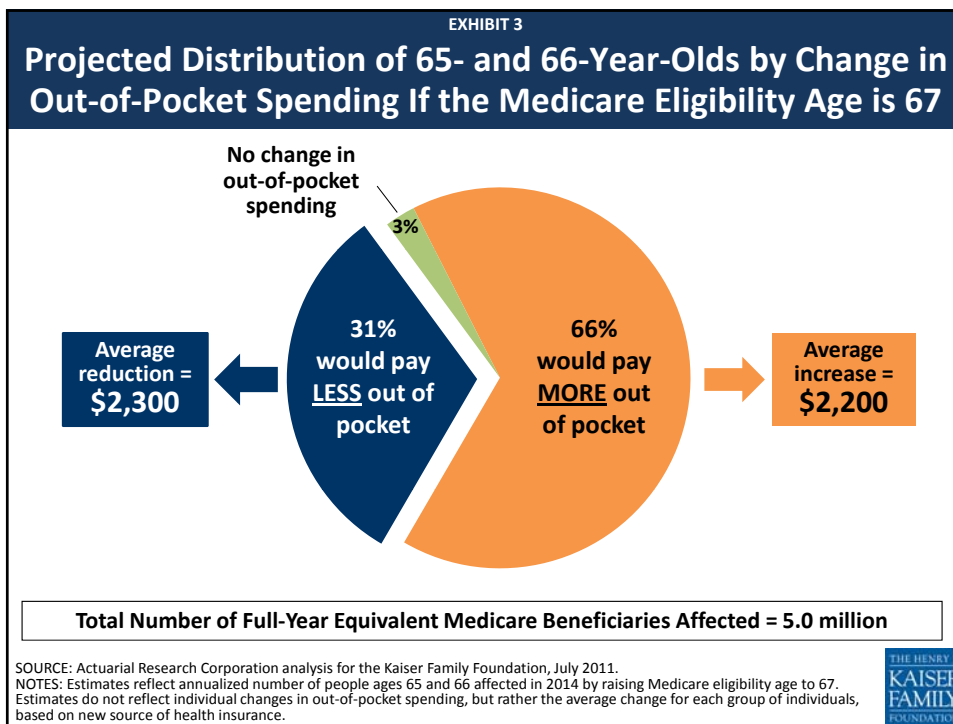 EXHIBIT 3
Projected Distribution of 65- and 66-Year-Olds by Change in
Out-of-Pocket Spending If the Medicare Eligibility Age is 67
No change in
out-of-pocket
spending
3%
31%
would pay
LESS out of
pocket
66%
would pay
MORE out
of pocket
Average
reduction =
$2,300
Average
increase =
$2,200
Total Number of Full-Year Equivalent Medicare Beneficiaries Affected = 5.0 million
SOURCE: Actuarial Research Corporation analysis for the Kaiser Family Foundation, July 2011.
NOTES: Estimates reflect annualized number of people ages 65 and 66 affected in 2014 by raising Medicare eligibility age to 67.
Estimates do not reflect individual changes in out-of-pocket spending, but rather the average change for each group of individuals,
based on new source of health insurance.
THE HENRY J.
KAISER
FAMILY
FOUNDATION